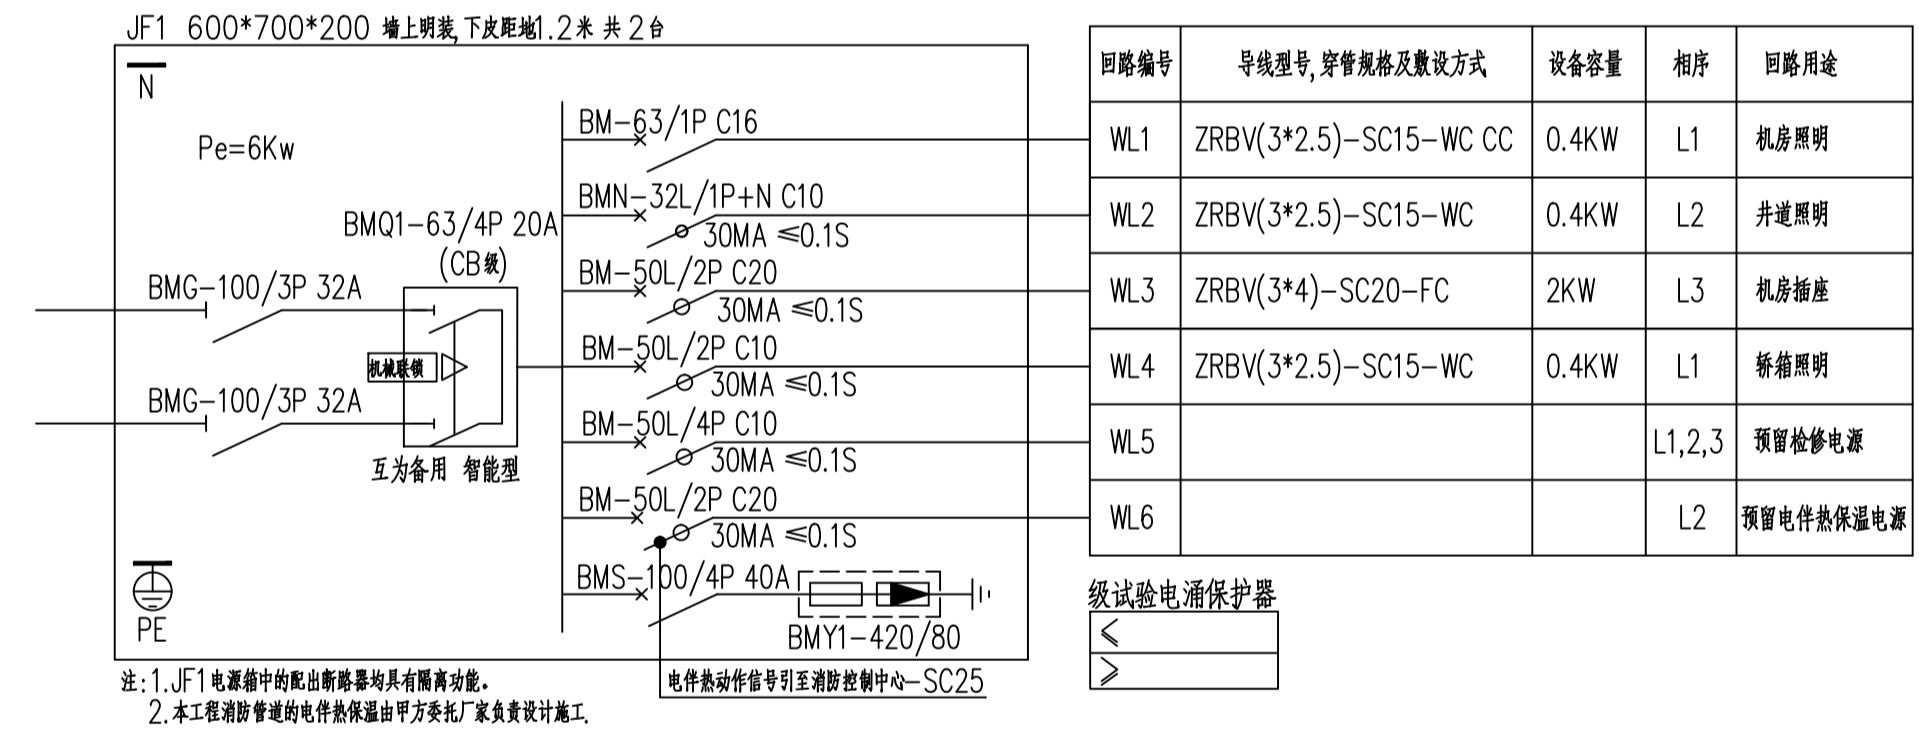 JF1 600*700*200 墙上明装,下皮距地1.2米 共 2台
N
Pe=6Kw
BMQ1-63/4P 20A
(CB级)
BMG-100/3P 32A
机械联锁
BMG-100/3P 32A
互为备用 智能型
PE
BM-63/1P C16
BMN-32L/1P+N C10
30MA ≤0.1S
BM-50L/2P C20
30MA ≤0.1S
BM-50L/2P C10
30MA ≤0.1S
BM-50L/4P C10
30MA ≤0.1S
BM-50L/2P C20
30MA ≤0.1S
BMS-100/4P 40A
BMY1-420/80
回路编号 导线型号,穿管规格及敷设方式 设备容量 相序 回路用途
WL1 ZRBV(3*2.5)-SC15-WC CC 0.4KW L1 机房照明
WL2 ZRBV(3*2.5)-SC15-WC 0.4KW L2 井道照明
WL3 ZRBV(3*4)-SC20-FC 2KW L3 机房插座
WL4 ZRBV(3*2.5)-SC15-WC 0.4KW L1 轿箱照明
WL5 L1,2,3 预留检修电源
WL6 L2 预留电伴热保温电源
级试验电涌保护器
≤
≥
电伴热动作信号引至消防控制中心-SC25
注:1.JF1电源箱中的配出断路器均具有隔离功能。
2.本工程消防管道的电伴热保温由甲方委托厂家负责设计施工.